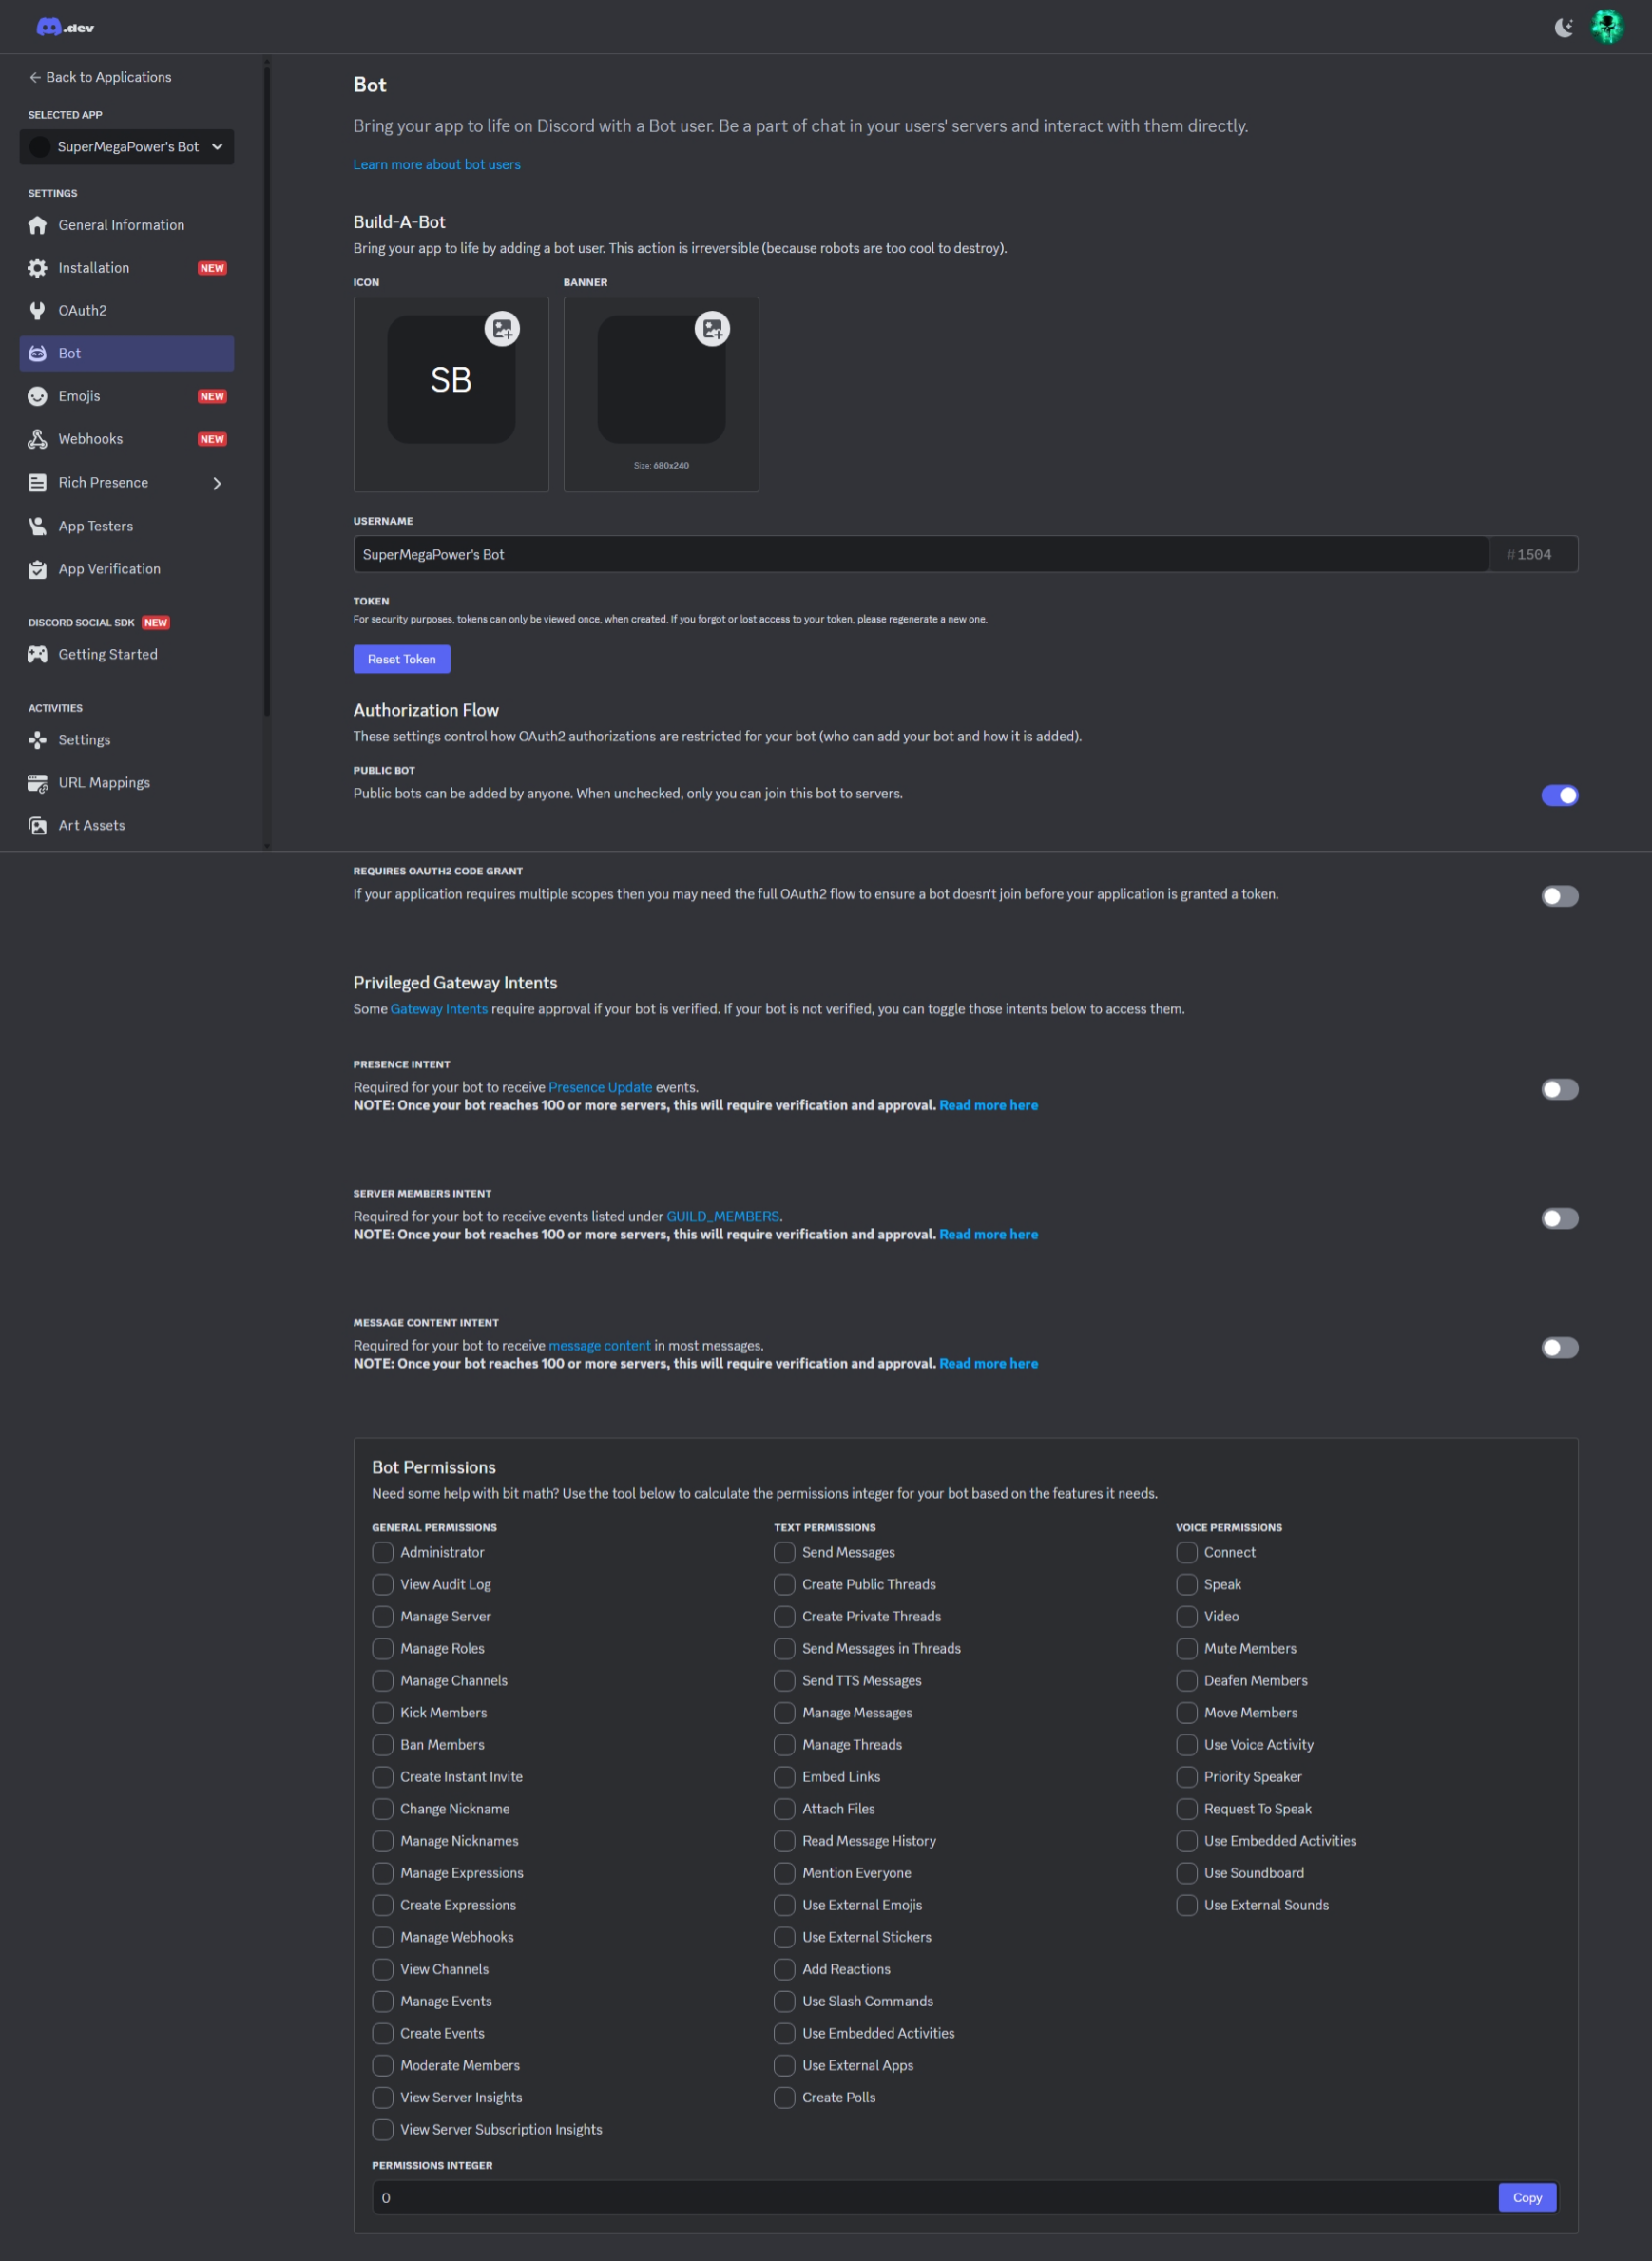 .dev
Back to Applications
SELECTED APP
SuperMegaPower's Bot
SETTINGS
General Information
Installation NEW
OAuth2
Bot
Emojis NEW
Webhooks NEW
Rich Presence
App Testers
App Verification
DISCORD SOCIAL SDK NEW
Getting Started
ACTIVITIES
Settings
URL Mappings
Art Assets
Bot
Bring your app to life on Discord with a Bot user. Be a part of chat in your users' servers and interact with them directly.
Learn more about bot users
Build-A-Bot
Bring your app to life by adding a bot user. This action is irreversible (because robots are too cool to destroy).
ICON
BANNER
SB
Size: 680x240
USERNAME
SuperMegaPower's Bot
#1504
TOKEN
For security purposes, tokens can only be viewed once, when created. If you forgot or lost access to your token, please regenerate a new one.
Reset Token
Authorization Flow
These settings control how OAuth2 authorizations are restricted for your bot (who can add your bot and how it is added).
PUBLIC BOT
Public bots can be added by anyone. When unchecked, only you can join this bot to servers.
REQUIRES OAUTH2 CODE GRANT
If your application requires multiple scopes then you may need the full OAuth2 flow to ensure a bot doesn't join before your application is granted a token.
Privileged Gateway Intents
Some Gateway Intents require approval if your bot is verified. If your bot is not verified, you can toggle those intents below to access them.
PRESENCE INTENT
Required for your bot to receive Presence Update events.
NOTE: Once your bot reaches 100 or more servers, this will require verification and approval. Read more here
SERVER MEMBERS INTENT
Required for your bot to receive events listed under GUILD_MEMBERS.
NOTE: Once your bot reaches 100 or more servers, this will require verification and approval. Read more here
MESSAGE CONTENT INTENT
Required for your bot to receive message content in most messages.
NOTE: Once your bot reaches 100 or more servers, this will require verification and approval. Read more here
Bot Permissions
Need some help with bit math? Use the tool below to calculate the permissions integer for your bot based on the features it needs.
GENERAL PERMISSIONS
Administrator
View Audit Log
Manage Server
Manage Roles
Manage Channels
Kick Members
Ban Members
Create Instant Invite
Change Nickname
Manage Nicknames
Manage Expressions
Create Expressions
Manage Webhooks
View Channels
Manage Events
Create Events
Moderate Members
View Server Insights
View Server Subscription Insights
TEXT PERMISSIONS
Send Messages
Create Public Threads
Create Private Threads
Send Messages in Threads
Send TTS Messages
Manage Messages
Manage Threads
Embed Links
Attach Files
Read Message History
Mention Everyone
Use External Emojis
Use External Stickers
Add Reactions
Use Slash Commands
Use Embedded Activities
Use External Apps
Create Polls
VOICE PERMISSIONS
Connect
Speak
Video
Mute Members
Deafen Members
Move Members
Use Voice Activity
Priority Speaker
Request To Speak
Use Embedded Activities
Use Soundboard
Use External Sounds
PERMISSIONS INTEGER
0
Copy